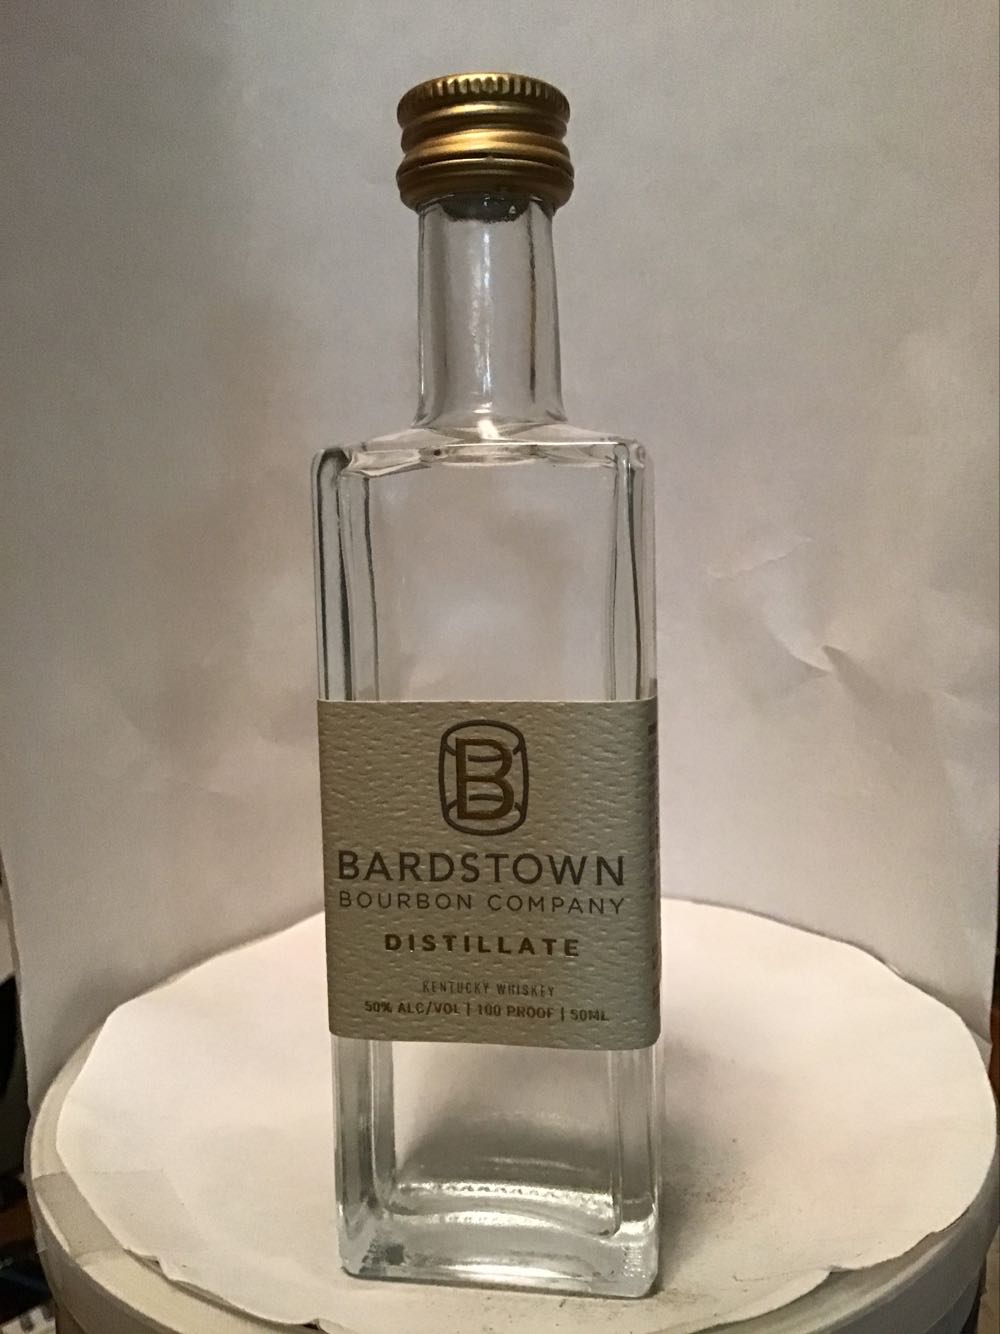 B
BARDSTOWN
BOURBON COMPANY
DISTILLATE
KENTUCKY WHISKEY
50% ALC/VOL | 100 PROOF | 50ML